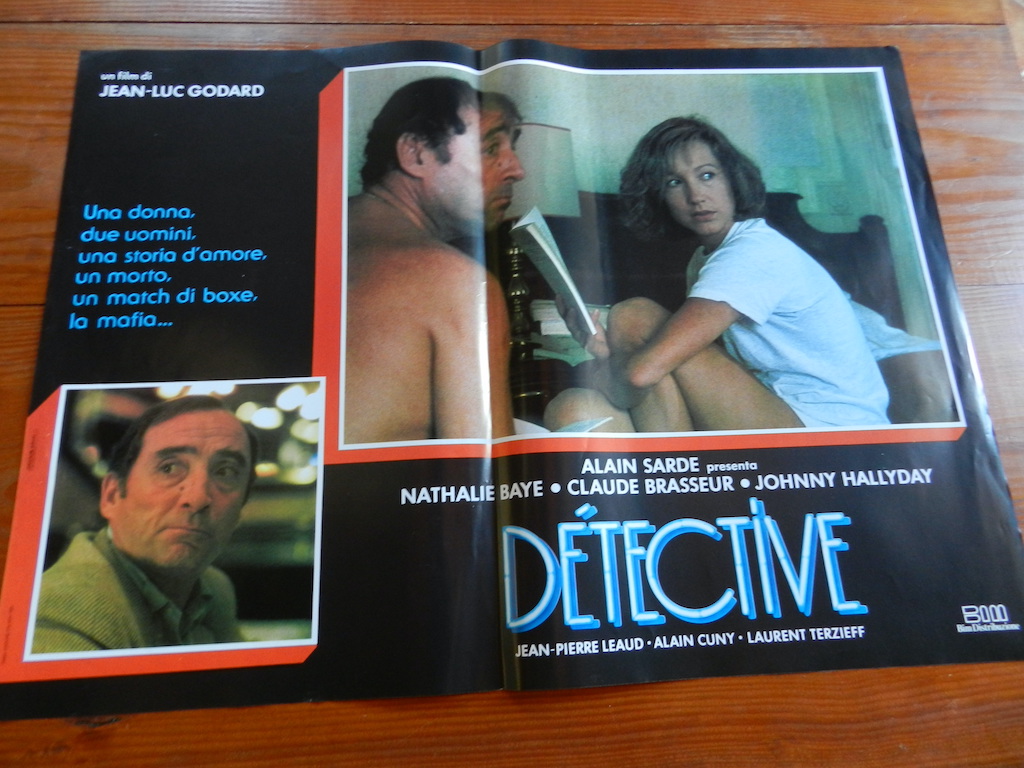 un film di
JEAN-LUC GODARD
Una donna,
due uomini,
una storia d'amore,
un morto,
un match di boxe,
la mafia...
ALAIN SARDE presenta
NATHALIE BAYE • CLAUDE BRASSEUR • JOHNNY HALLYDAY
DÉTECTIVE
JEAN-PIERRE LEAUD • ALAIN CUNY • LAURENT TERZIEFF
BIM
Bim Distribuzione